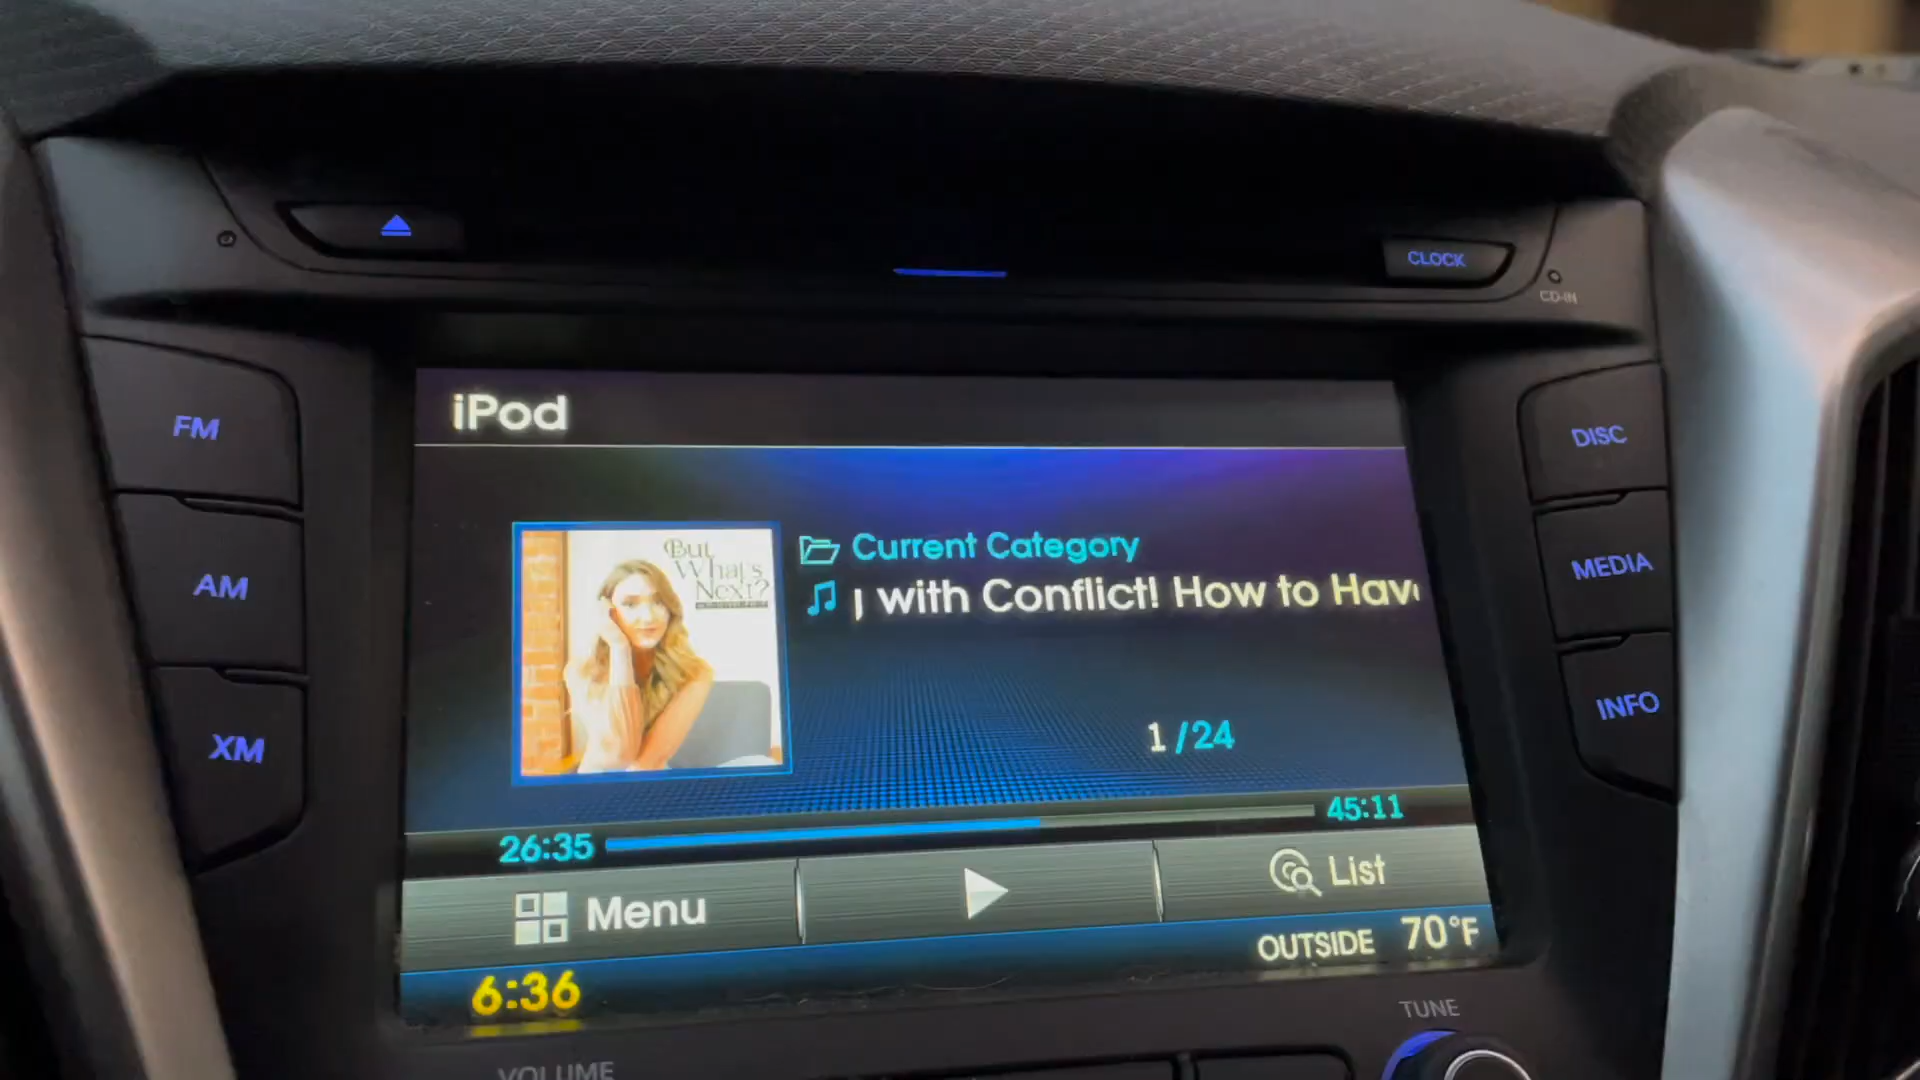 CLOCK
CD-IN
FM
AM
XM
DISC
MEDIA
INFO
iPod
But
What's
Next?
Current Category
with Conflict! How to Hav
1/24
26:35
45:11
Menu
List
6:36
OUTSIDE 70°F
TUNE
VOLUME